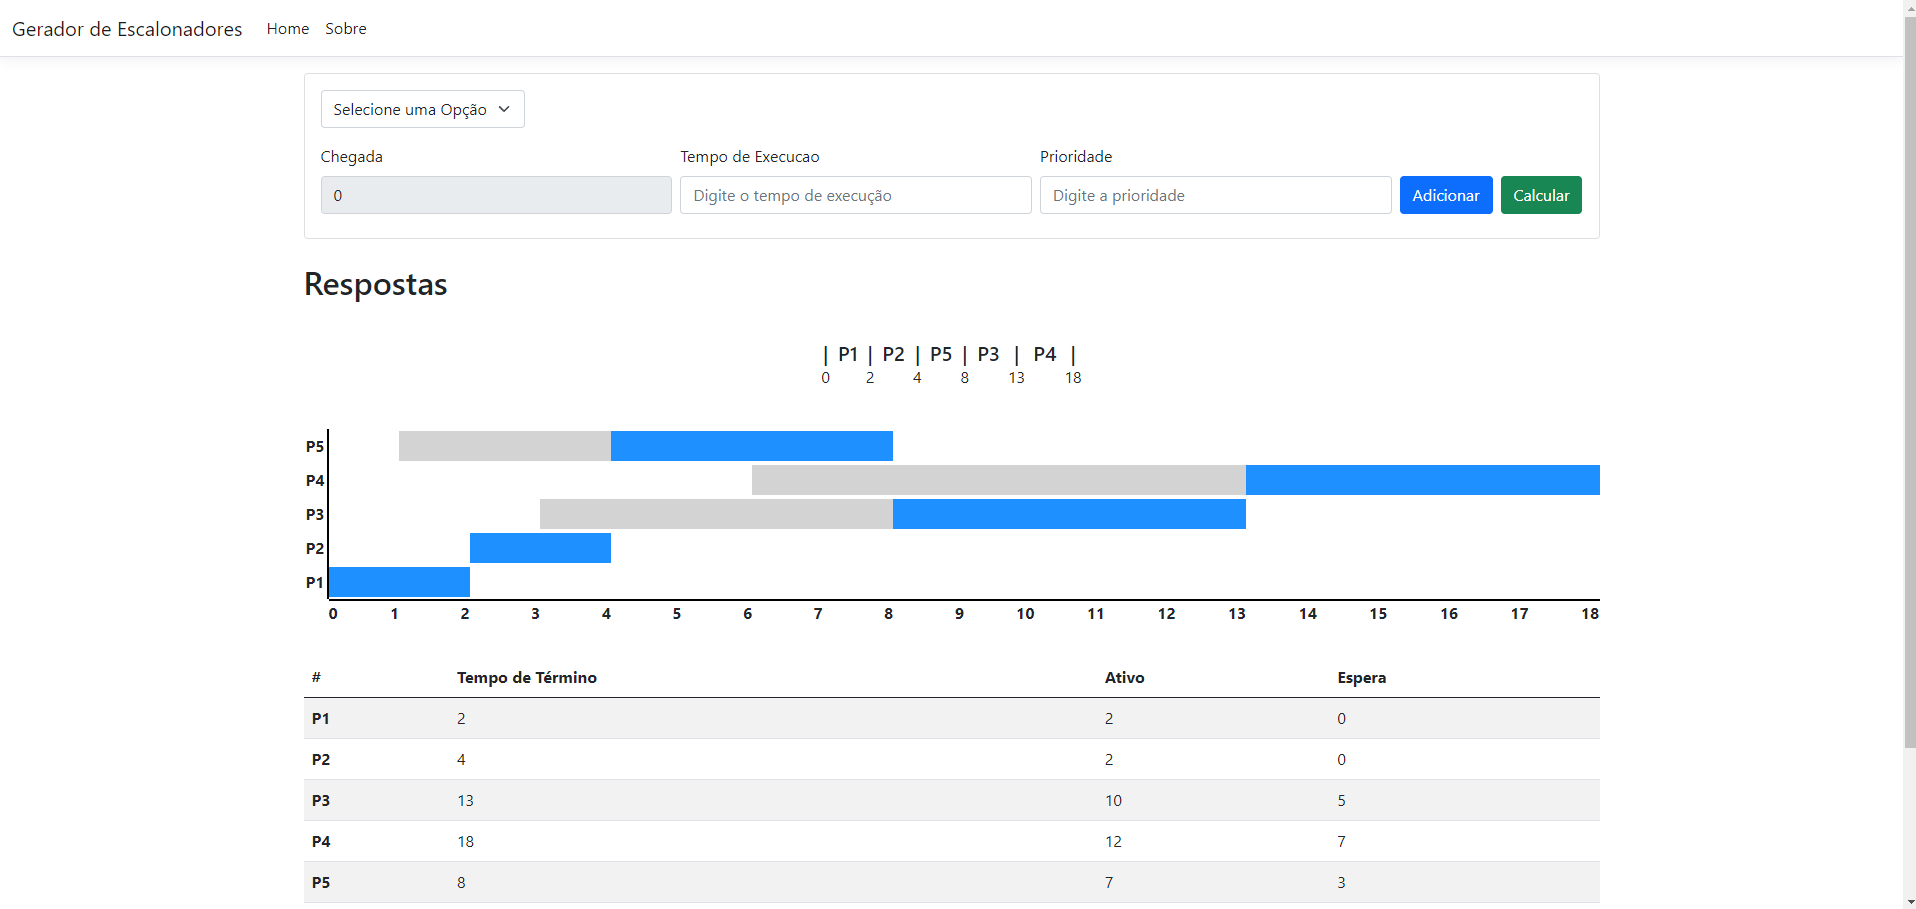 Gerador de Escalonadores Home Sobre
Selecione uma Opção
Chegada Tempo de Execucao Prioridade
0 Digite o tempo de execução Digite a prioridade Adicionar Calcular
Respostas
| P1 | P2 | P5 | P3 | P4 |
0 2 4 8 13 18
P5
P4
P3
P2
P1
0 1 2 3 4 5 6 7 8 9 10 11 12 13 14 15 16 17 18
# Tempo de Término Ativo Espera
P1 2 2 0
P2 4 2 0
P3 13 10 5
P4 18 12 7
P5 8 7 3